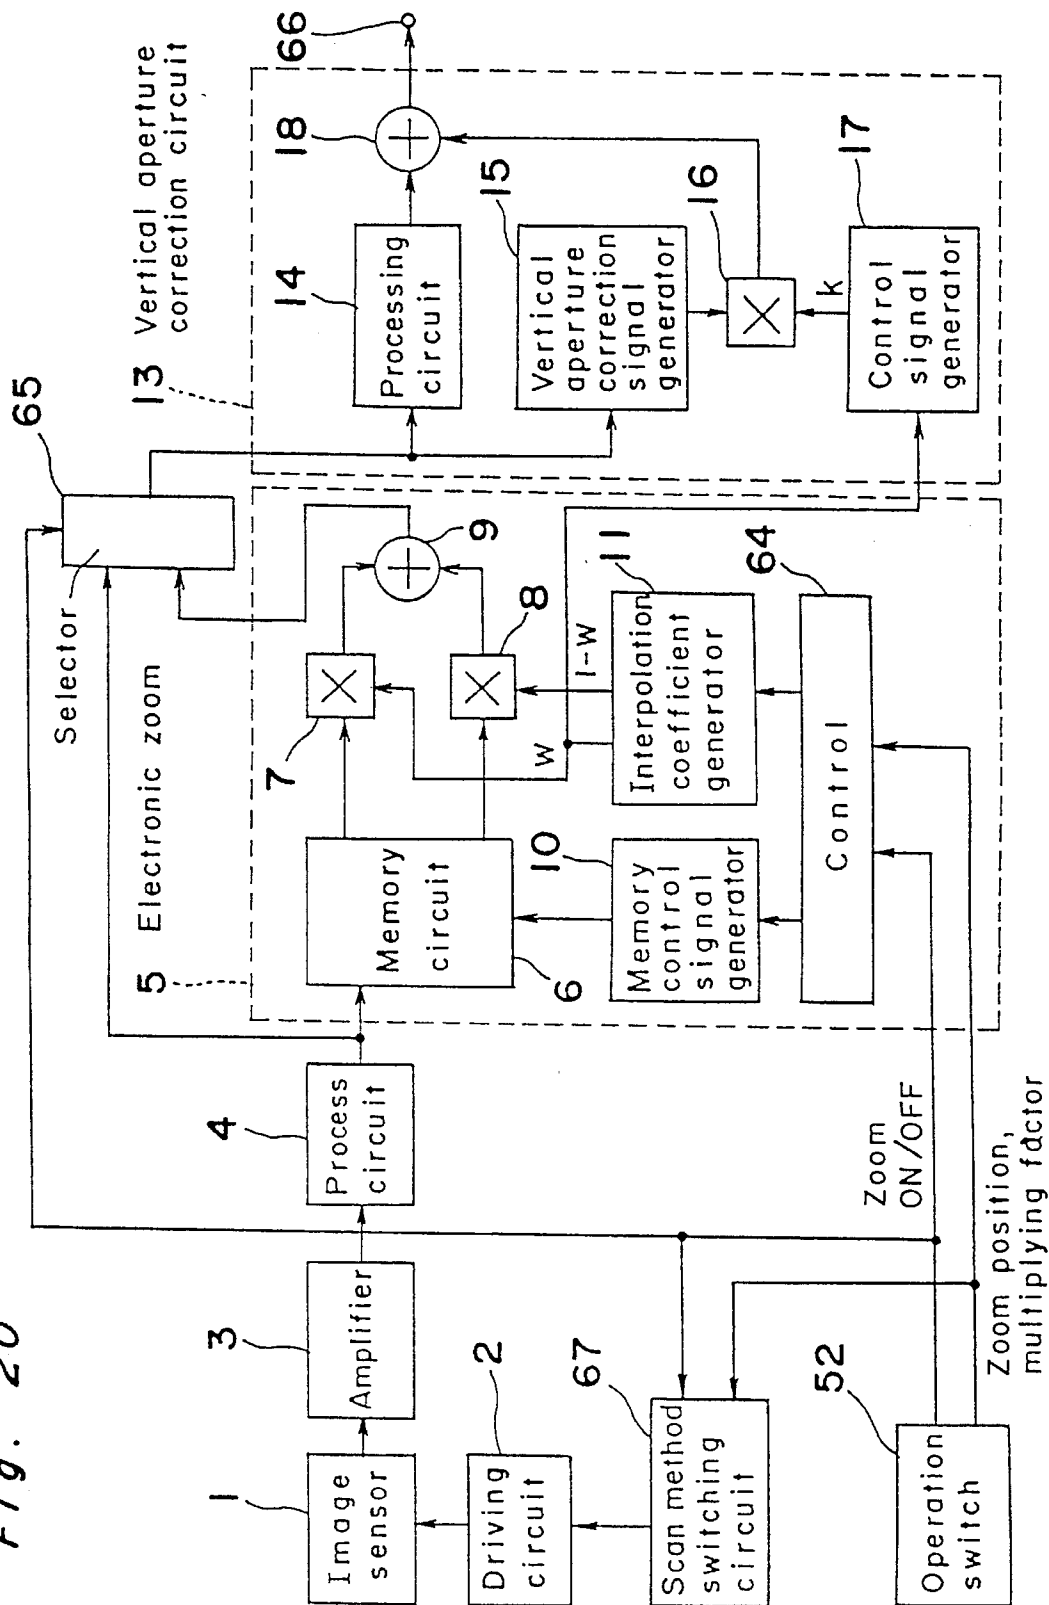 Fig. 20
66
13 Vertical aperture
correction circuit
18
65
Selector
14
Processing
circuit
15
Vertical
aperture
correction
signal
generator
16
k
17
Control
signal
generator
5 Electronic zoom
9
7
8
w
1-W
6
Memory
circuit
10
Memory
control
signal
generator
11
Interpolation
coefficient
generator
64
Control
4
Process
circuit
3
Amplifier
1
Image
sensor
2
Driving
circuit
67
Scan method
switching
circuit
52
Operation
switch
Zoom
ON/OFF
Zoom position,
multiplying factor